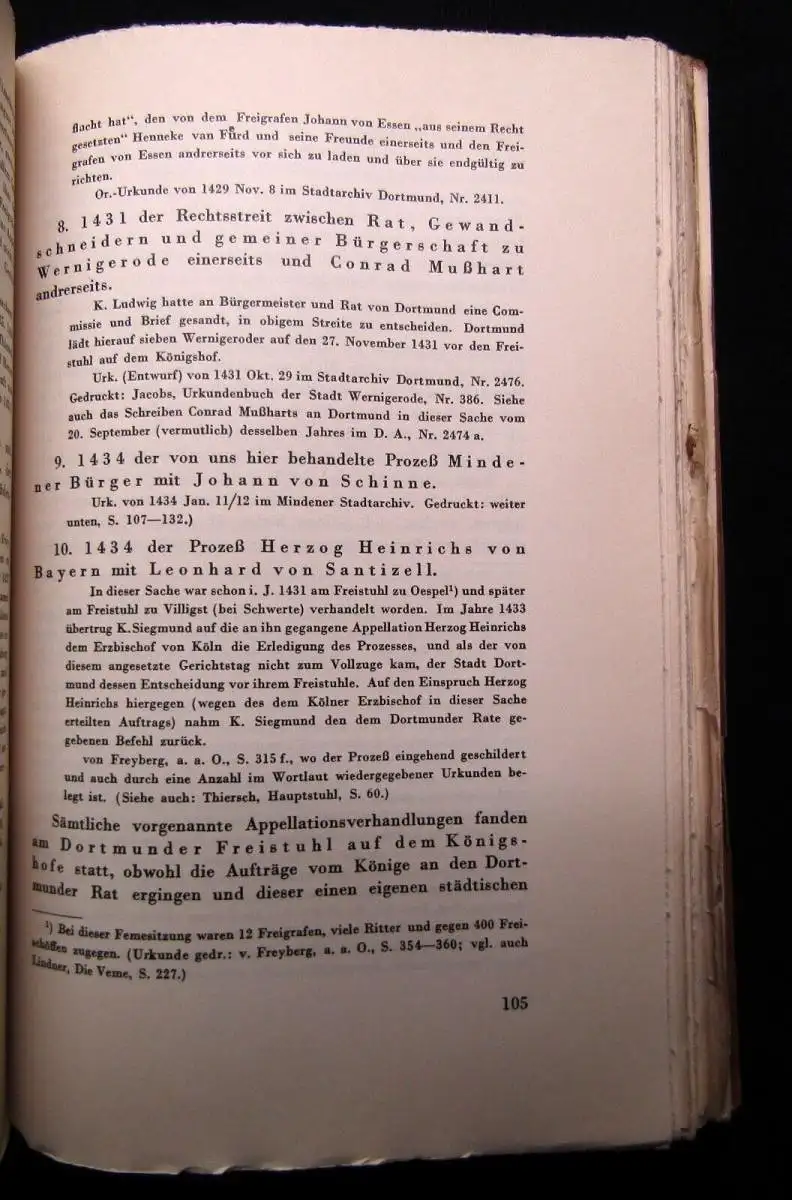 flucht hat“, den von dem Freigrafen Johann von Essen „aus seinem Recht
gesetzten“ Henneke van Fůrd und seine Freunde einerseits und den Frei-
grafen von Essen andrerseits vor sich zu laden und über sie endgültig zu
richten.
Or.-Urkunde von 1429 Nov. 8 im Stadtarchiv Dortmund, Nr. 2411.
8. 1431 der Rechtsstreit zwischen Rat, Gewand-
schneidern und gemeiner Bürgerschaft zu
Wernigerode einerseits und Conrad Mußhart
andrerseits.
K. Ludwig hatte an Bürgermeister und Rat von Dortmund eine Com-
missie und Brief gesandt, in obigem Streite zu entscheiden. Dortmund
lädt hierauf sieben Wernigeroder auf den 27. November 1431 vor den Frei-
stuhl auf dem Königshof.
Urk. (Entwurf) von 1431 Okt. 29 im Stadtarchiv Dortmund, Nr. 2476.
Gedruckt: Jacobs, Urkundenbuch der Stadt Wernigerode, Nr. 386. Siehe
auch das Schreiben Conrad Mußharts an Dortmund in dieser Sache vom
20. September (vermutlich) desselben Jahres im D. A., Nr. 2474 a.
9. 1434 der von uns hier behandelte Prozeß Minde-
ner Bürger mit Johann von Schinne.
Urk. von 1434 Jan. 11/12 im Mindener Stadtarchiv. Gedruckt: weiter
unten, S. 107—132.)
10. 1434 der Prozeß Herzog Heinrichs von
Bayern mit Leonhard von Santizell.
In dieser Sache war schon i. J. 1431 am Freistuhl zu Oespel¹) und später
am Freistuhl zu Villigst (bei Schwerte) verhandelt worden. Im Jahre 1433
übertrug K. Siegmund auf die an ihn gegangene Appellation Herzog Heinrichs
dem Erzbischof von Köln die Erledigung des Prozesses, und als der von
diesem angesetzte Gerichtstag nicht zum Vollzuge kam, der Stadt Dort-
mund dessen Entscheidung vor ihrem Freistuhle. Auf den Einspruch Herzog
Heinrichs hiergegen (wegen des dem Kölner Erzbischof in dieser Sache
erteilten Auftrags) nahm K. Siegmund den dem Dortmunder Rate ge-
gebenen Befehl zurück.
von Freyberg, a. a. O., S. 315 f., wo der Prozeß eingehend geschildert
und auch durch eine Anzahl im Wortlaut wiedergegebener Urkunden be-
legt ist. (Siehe auch: Thiersch, Hauptstuhl, S. 60.)
Sämtliche vorgenannte Appellationsverhandlungen fanden
am Dortmunder Freistuhl auf dem Königs-
hofe statt, obwohl die Aufträge vom Könige an den Dort-
munder Rat ergingen und dieser einen eigenen städtischen
¹) Bei dieser Femesitzung waren 12 Freigrafen, viele Ritter und gegen 400 Frei-
schöffen zugegen. (Urkunde gedr.: v. Freyberg, a. a. O., S. 354—360; vgl. auch
Lindner, Die Veme, S. 227.)
105